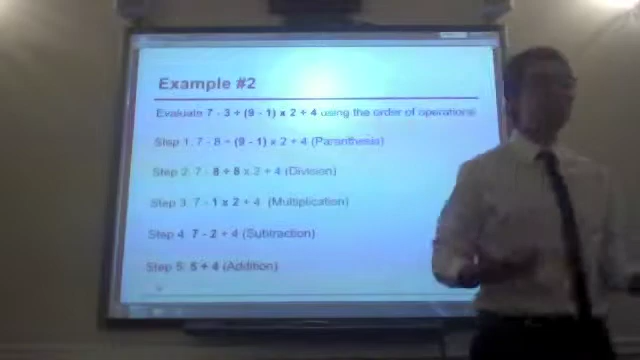 Example #2
Evaluate 7 - 3 ÷ (9 - 1) x 2 + 4 using the order of operations
Step 1: 7 - 8 ÷ (9 - 1) x 2 + 4 (Paranthesis)
Step 2: 7 - 8 ÷ 8 x 2 + 4 (Division)
Step 3: 7 - 1 x 2 + 4 (Multiplication)
Step 4: 7 - 2 + 4 (Subtraction)
Step 5: 5 + 4 (Addition)